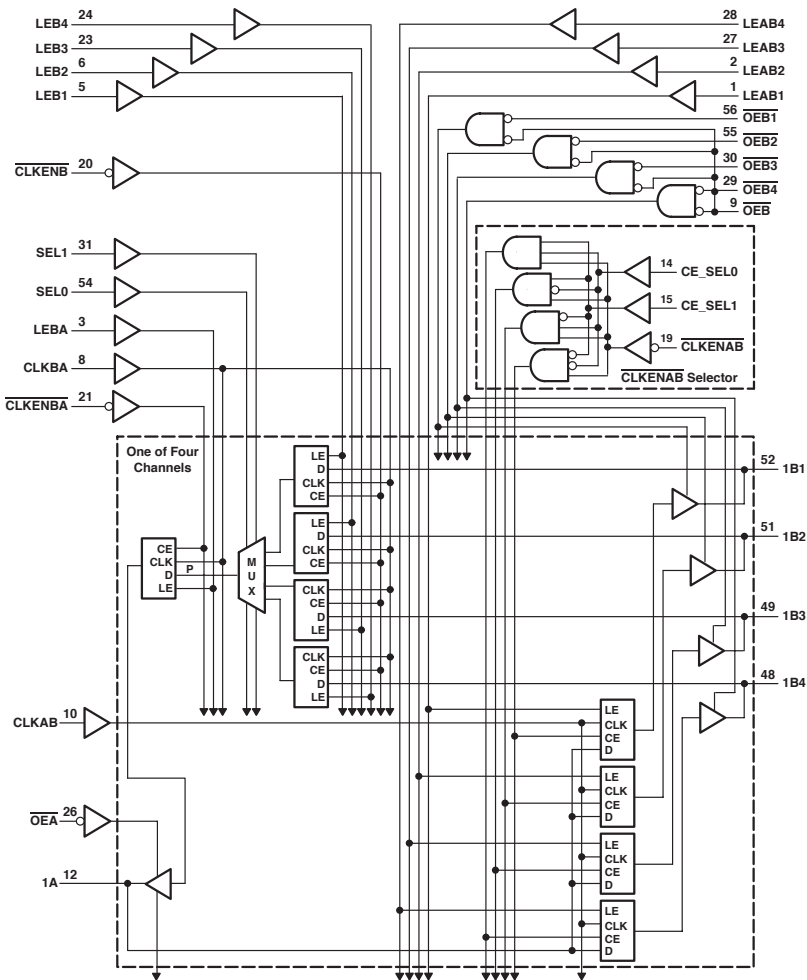 LEB4 24
LEB3 23
LEB2 6
LEB1 5
28 LEAB4
27 LEAB3
2 LEAB2
1 LEAB1
56 OEB1
55 OEB2
30 OEB3
29 OEB4
9 OEB
CLKENB 20
SEL1 31
SEL0 54
LEBA 3
CLKBA 8
CLKENBA 21
14 CE_SEL0
15 CE_SEL1
19 CLKENAB
CLKENAB Selector
One of Four
Channels
LE
D
CLK
CE
LE
D
CLK
CE
CLK
CE
D
LE
CLK
CE
D
LE
CE
CLK
D
LE
P
M
U
X
52 1B1
51 1B2
49 1B3
48 1B4
CLKAB 10
LE
CLK
CE
D
LE
CLK
CE
D
LE
CLK
CE
D
LE
CLK
CE
D
OEA 26
1A 12